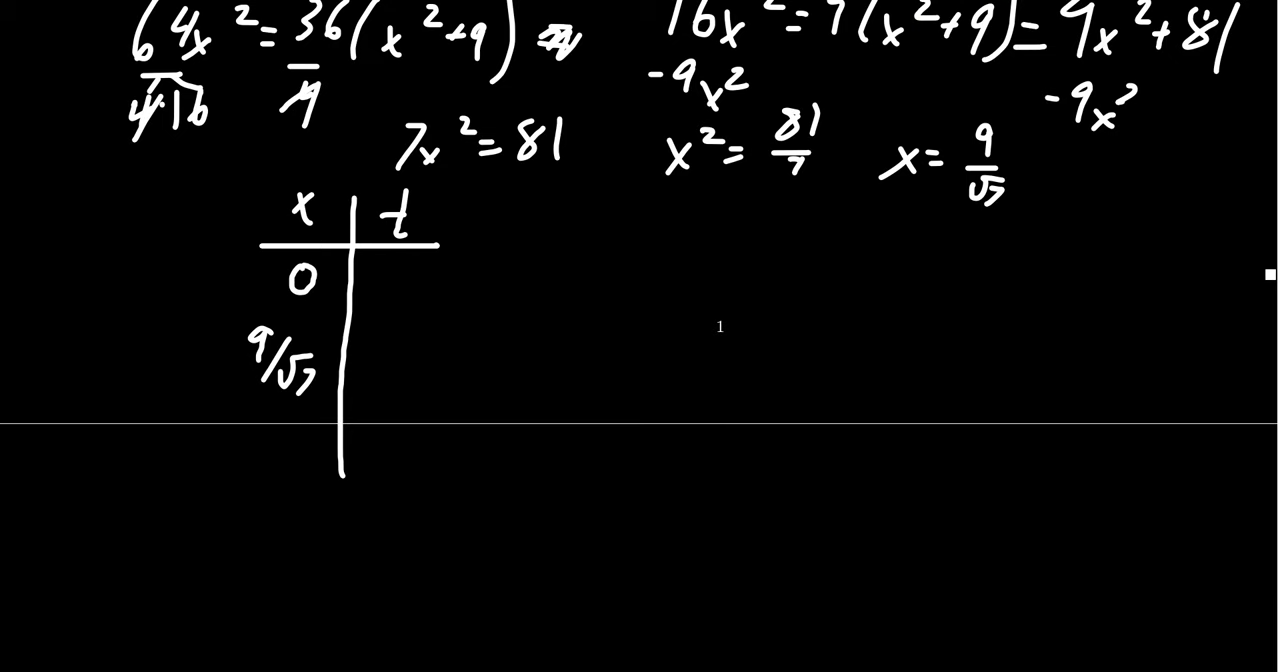 64x² = 36(x²+9)
16x² = 9(x²+9) = 9x²+81
4·16
9
-9x²
-9x²
7x² = 81
x² = 81/7
x = 9/√7
x | t
0
9/√7
1